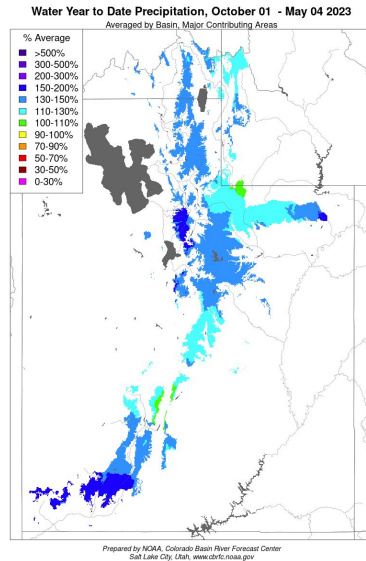 Water Year to Date Precipitation, October 01 - May 04 2023
Averaged by Basin, Major Contributing Areas
% Average
>500%
300-500%
200-300%
150-200%
130-150%
110-130%
100-110%
90-100%
70-90%
50-70%
30-50%
0-30%
Prepared by NOAA, Colorado Basin River Forecast Center
Salt Lake City, Utah, www.cbrfc.noaa.gov